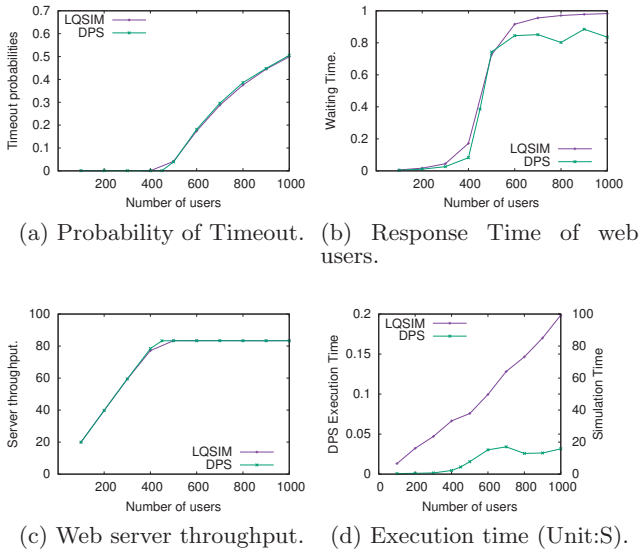 0.7
0.6
0.5
0.4
0.3
0.2
0.1
0
200 400 600 800 1000
Timeout probabilities
Number of users
LQSIM
DPS
(a) Probability of Timeout.
1
0.8
0.6
0.4
0.2
0
200 400 600 800 1000
Waiting Time.
Number of users
LQSIM
DPS
(b) Response Time of web
users.
100
80
60
40
20
0
200 400 600 800 1000
Server throughput.
Number of users
LQSIM
DPS
(c) Web server throughput.
0.2
0.15
0.1
0.05
0
0 200 400 600 800 1000
DPS Execution Time
Number of users
LQSIM
DPS
100
80
60
40
20
0
Simulation Time
(d) Execution time (Unit:S).